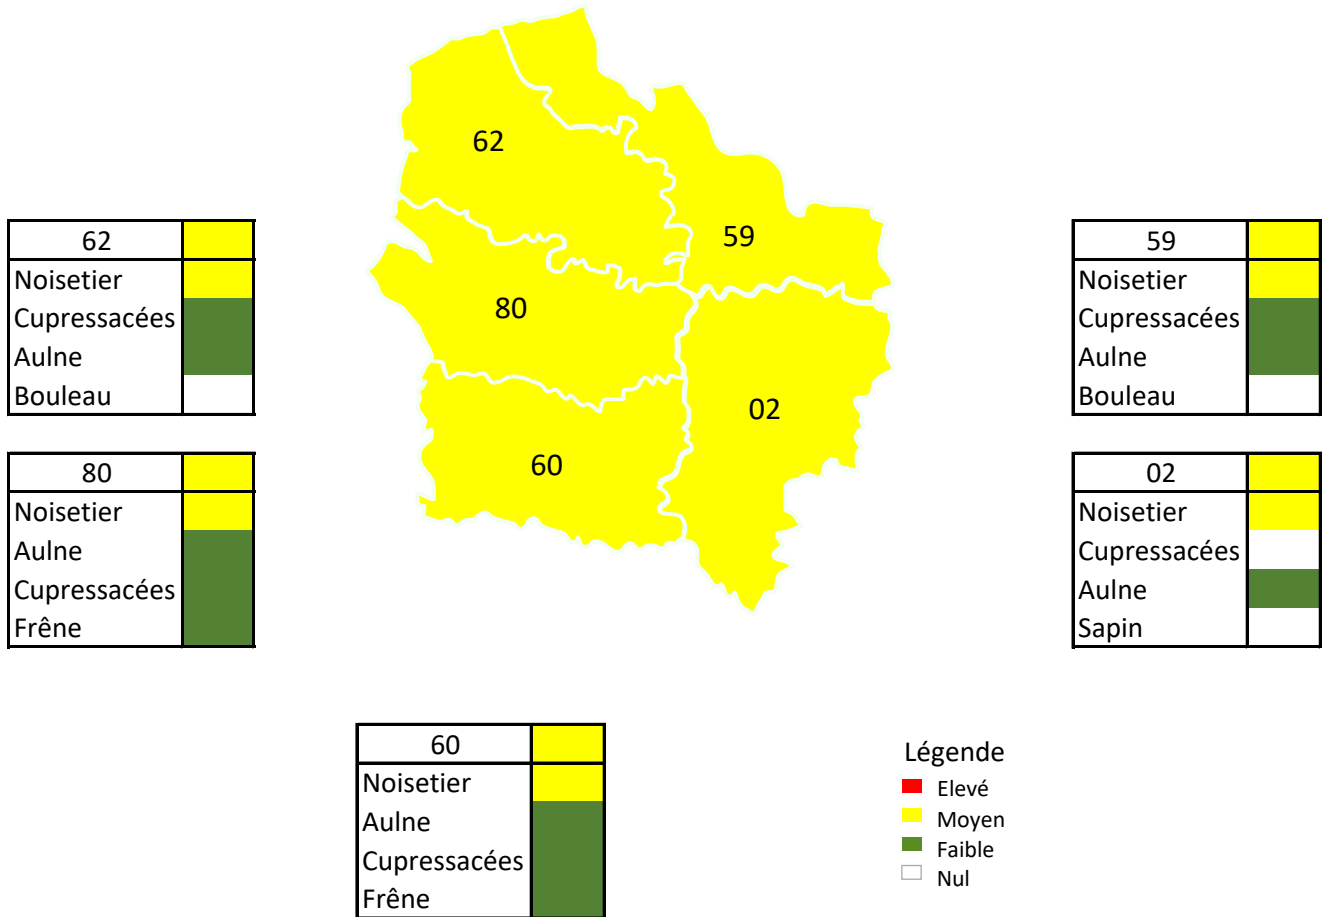 62
59
80
02
60
62
Noisetier
Cupressacées
Aulne
Bouleau
59
Noisetier
Cupressacées
Aulne
Bouleau
80
Noisetier
Aulne
Cupressacées
Frêne
02
Noisetier
Cupressacées
Aulne
Sapin
60
Noisetier
Aulne
Cupressacées
Frêne
Légende
Elevé
Moyen
Faible
Nul